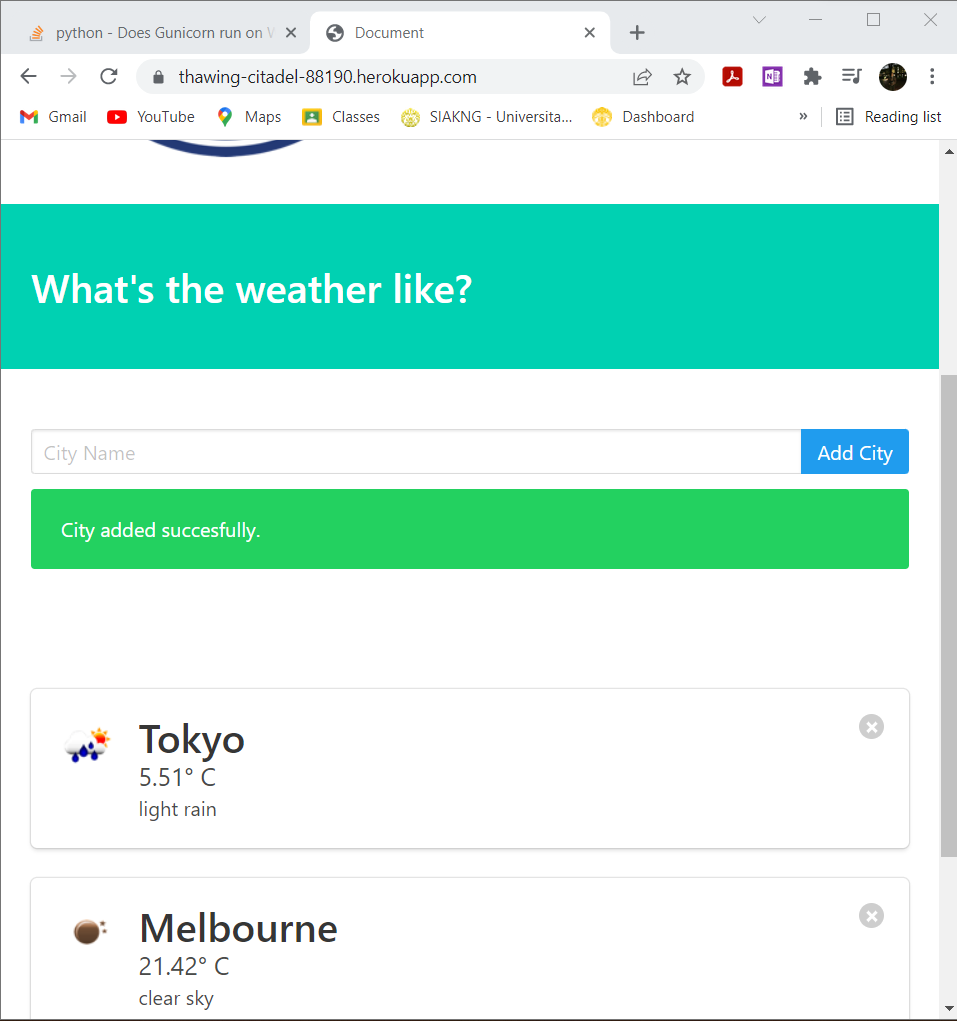 python - Does Gunicorn run on W
Document
thawing-citadel-88190.herokuapp.com
Gmail
YouTube
Maps
Classes
SIAKNG - Universita...
Dashboard
»
Reading list
What's the weather like?
City Name
Add City
City added succesfully.
Tokyo
5.51° C
light rain
Melbourne
21.42° C
clear sky